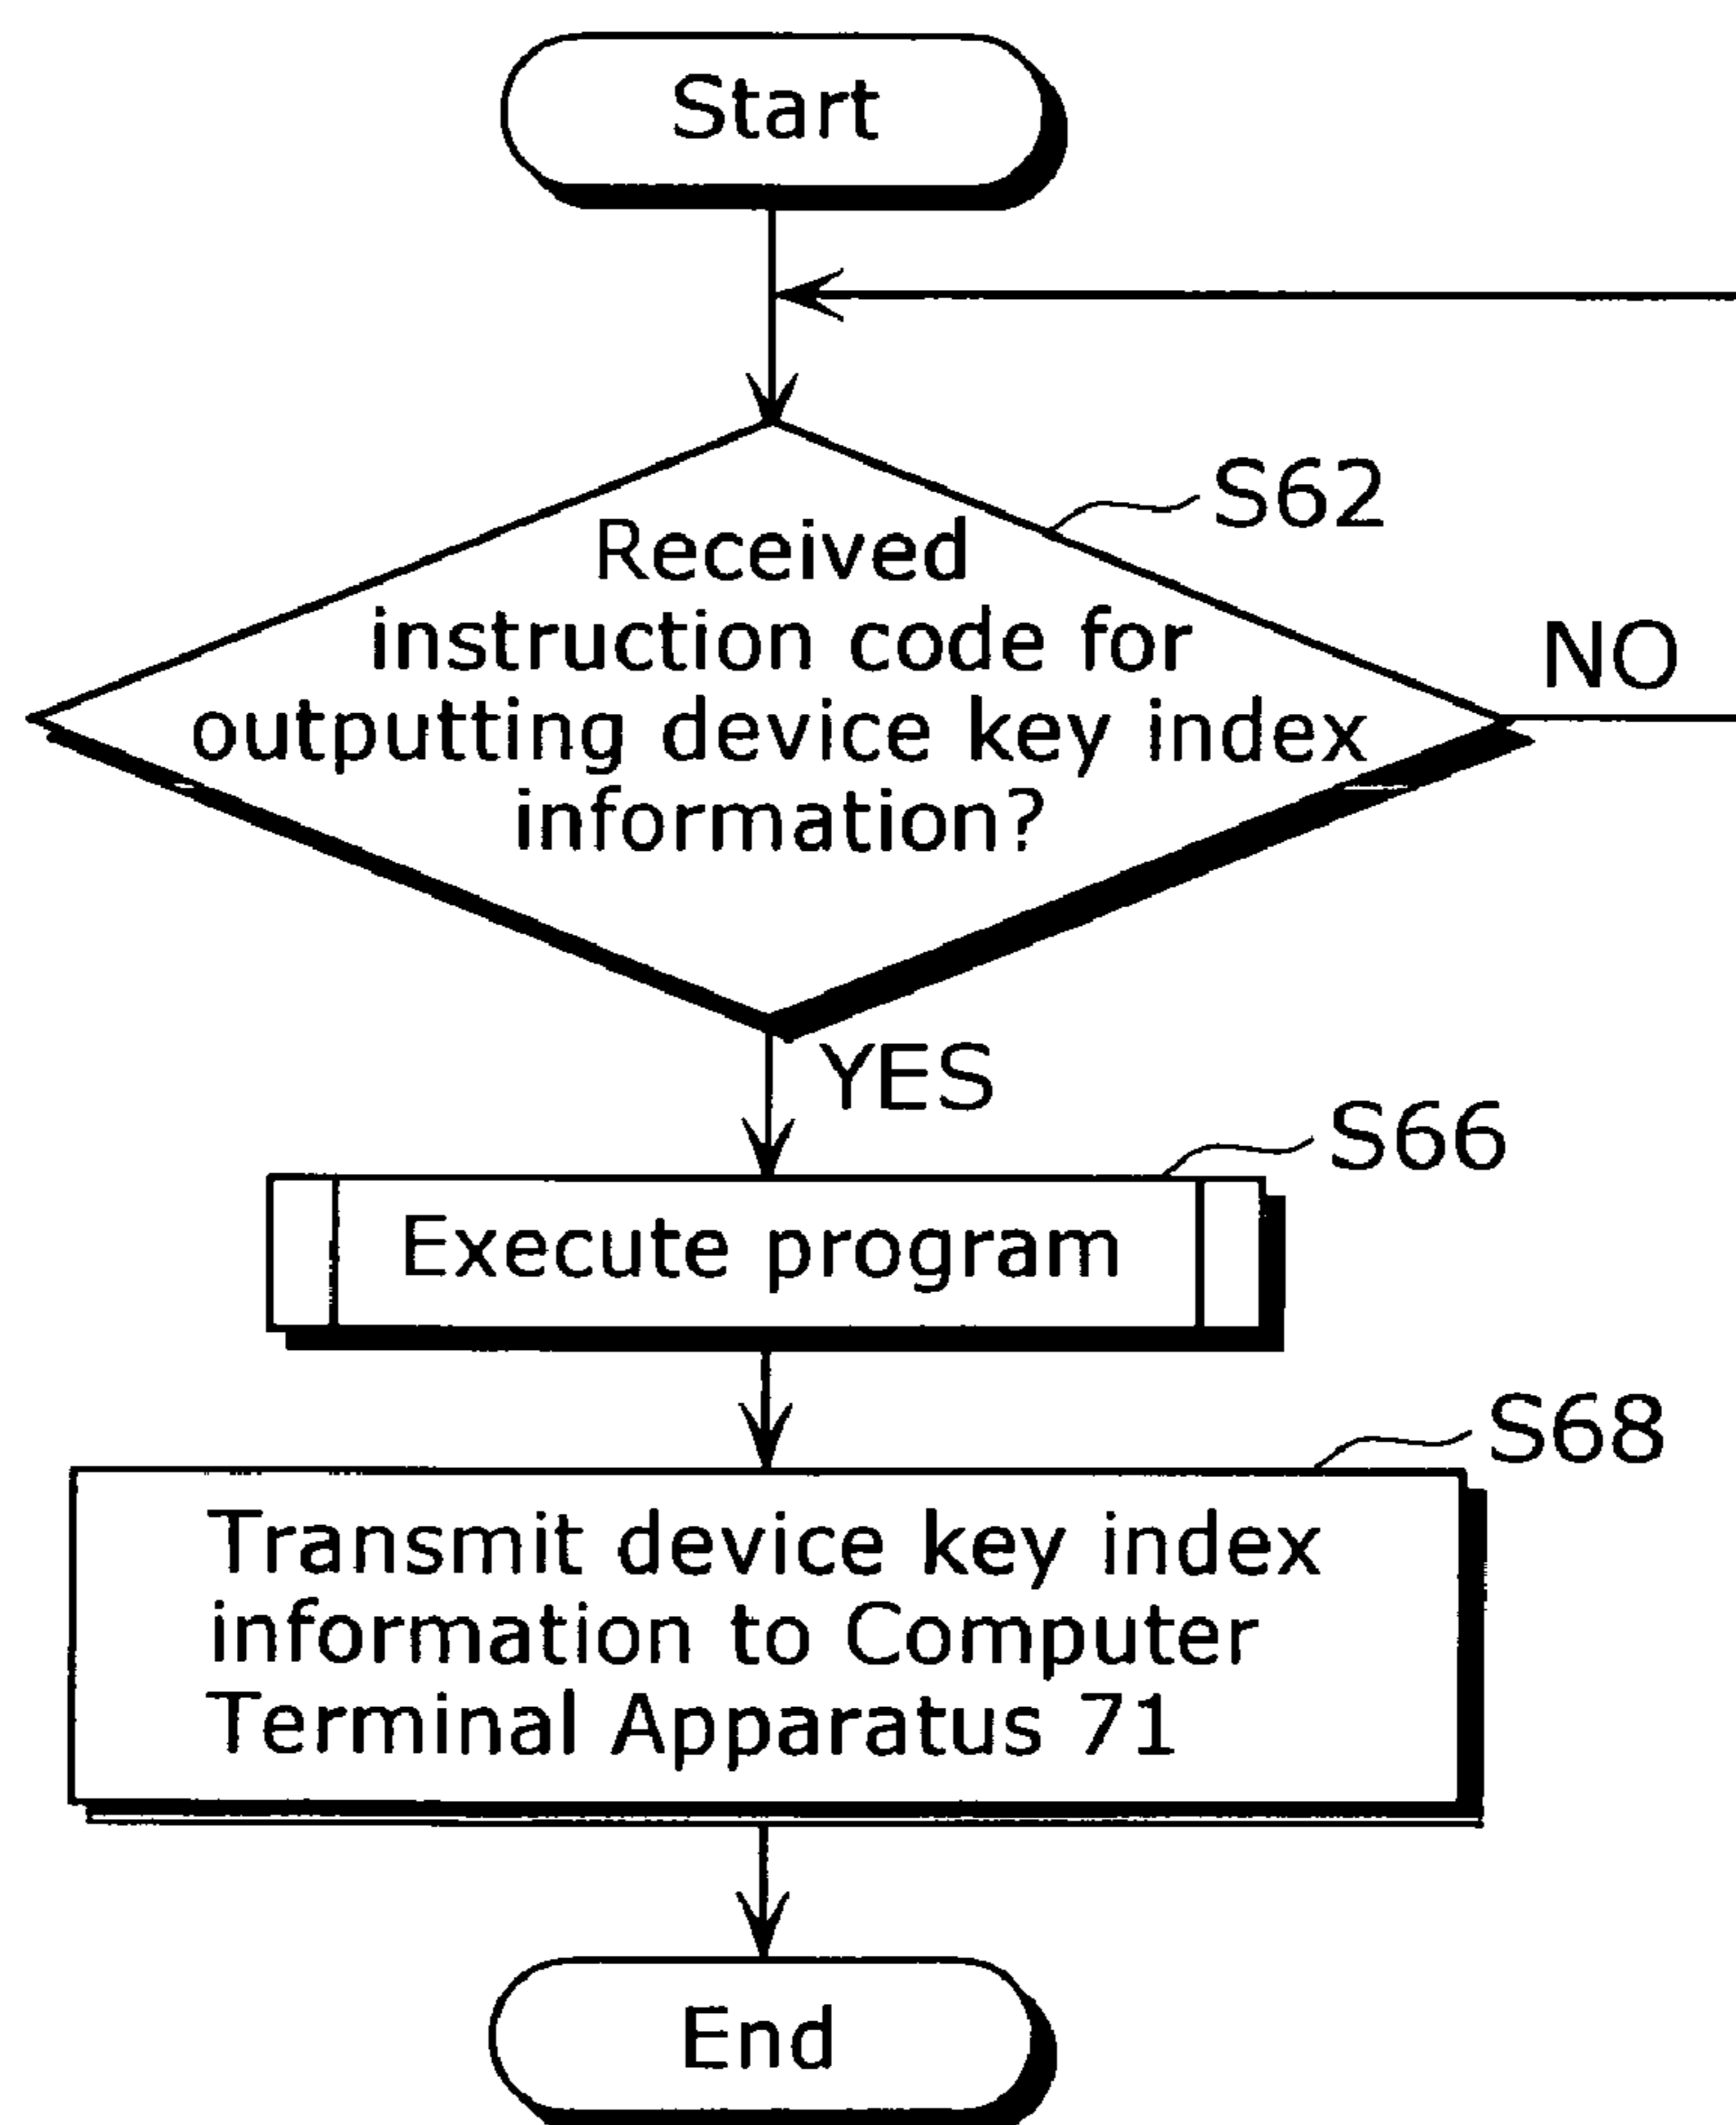 Start
S62
Received
instruction code for
outputting device key index
information?
NO
YES
S66
Execute program
S68
Transmit device key index
information to Computer
Terminal Apparatus 71
End